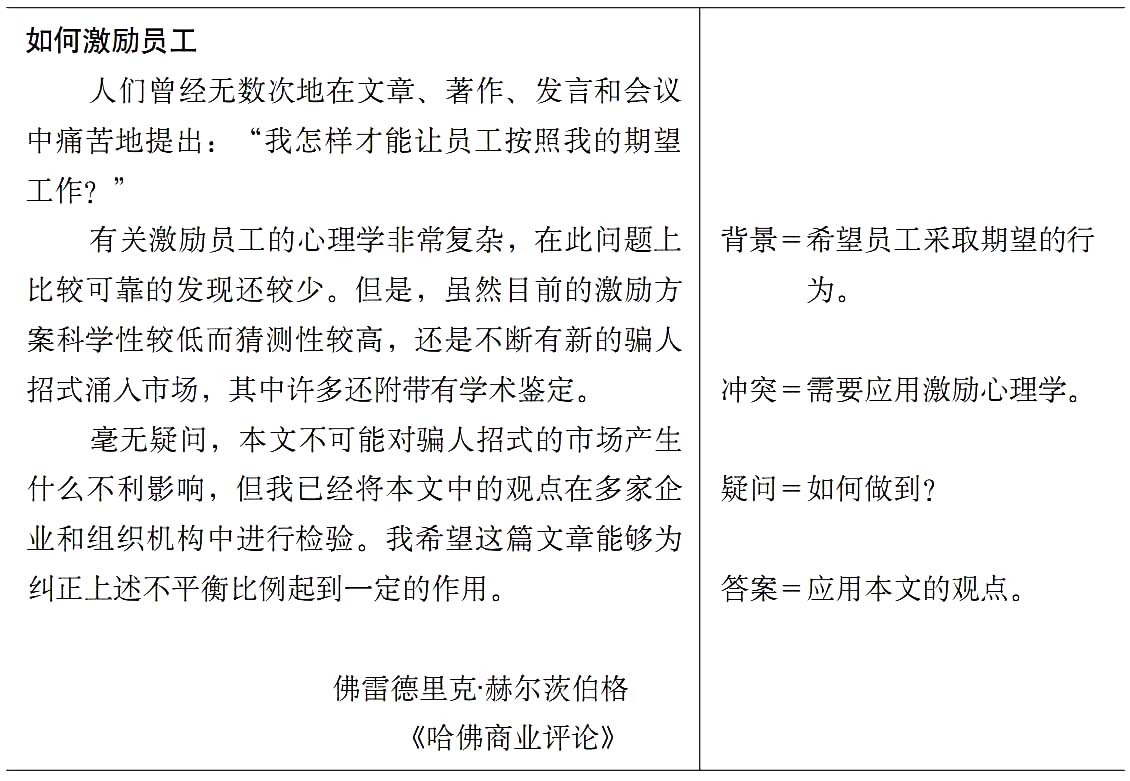 如何激励员工
人们曾经无数次地在文章、著作、发言和会议
中痛苦地提出：“我怎样才能让员工按照我的期望
工作？”
有关激励员工的心理学非常复杂，在此问题上
比较可靠的发现还较少。但是，虽然目前的激励方
案科学性较低而猜测性较高，还是不断有新的骗人
招式涌入市场，其中许多还附带有学术鉴定。
毫无疑问，本文不可能对骗人招式的市场产生
什么不利影响，但我已经将本文中的观点在多家企
业和组织机构中进行检验。我希望这篇文章能够为
纠正上述不平衡比例起到一定的作用。
佛雷德里克·赫尔茨伯格
《哈佛商业评论》
背景＝希望员工采取期望的行
为。
冲突＝需要应用激励心理学。
疑问＝如何做到？
答案＝应用本文的观点。